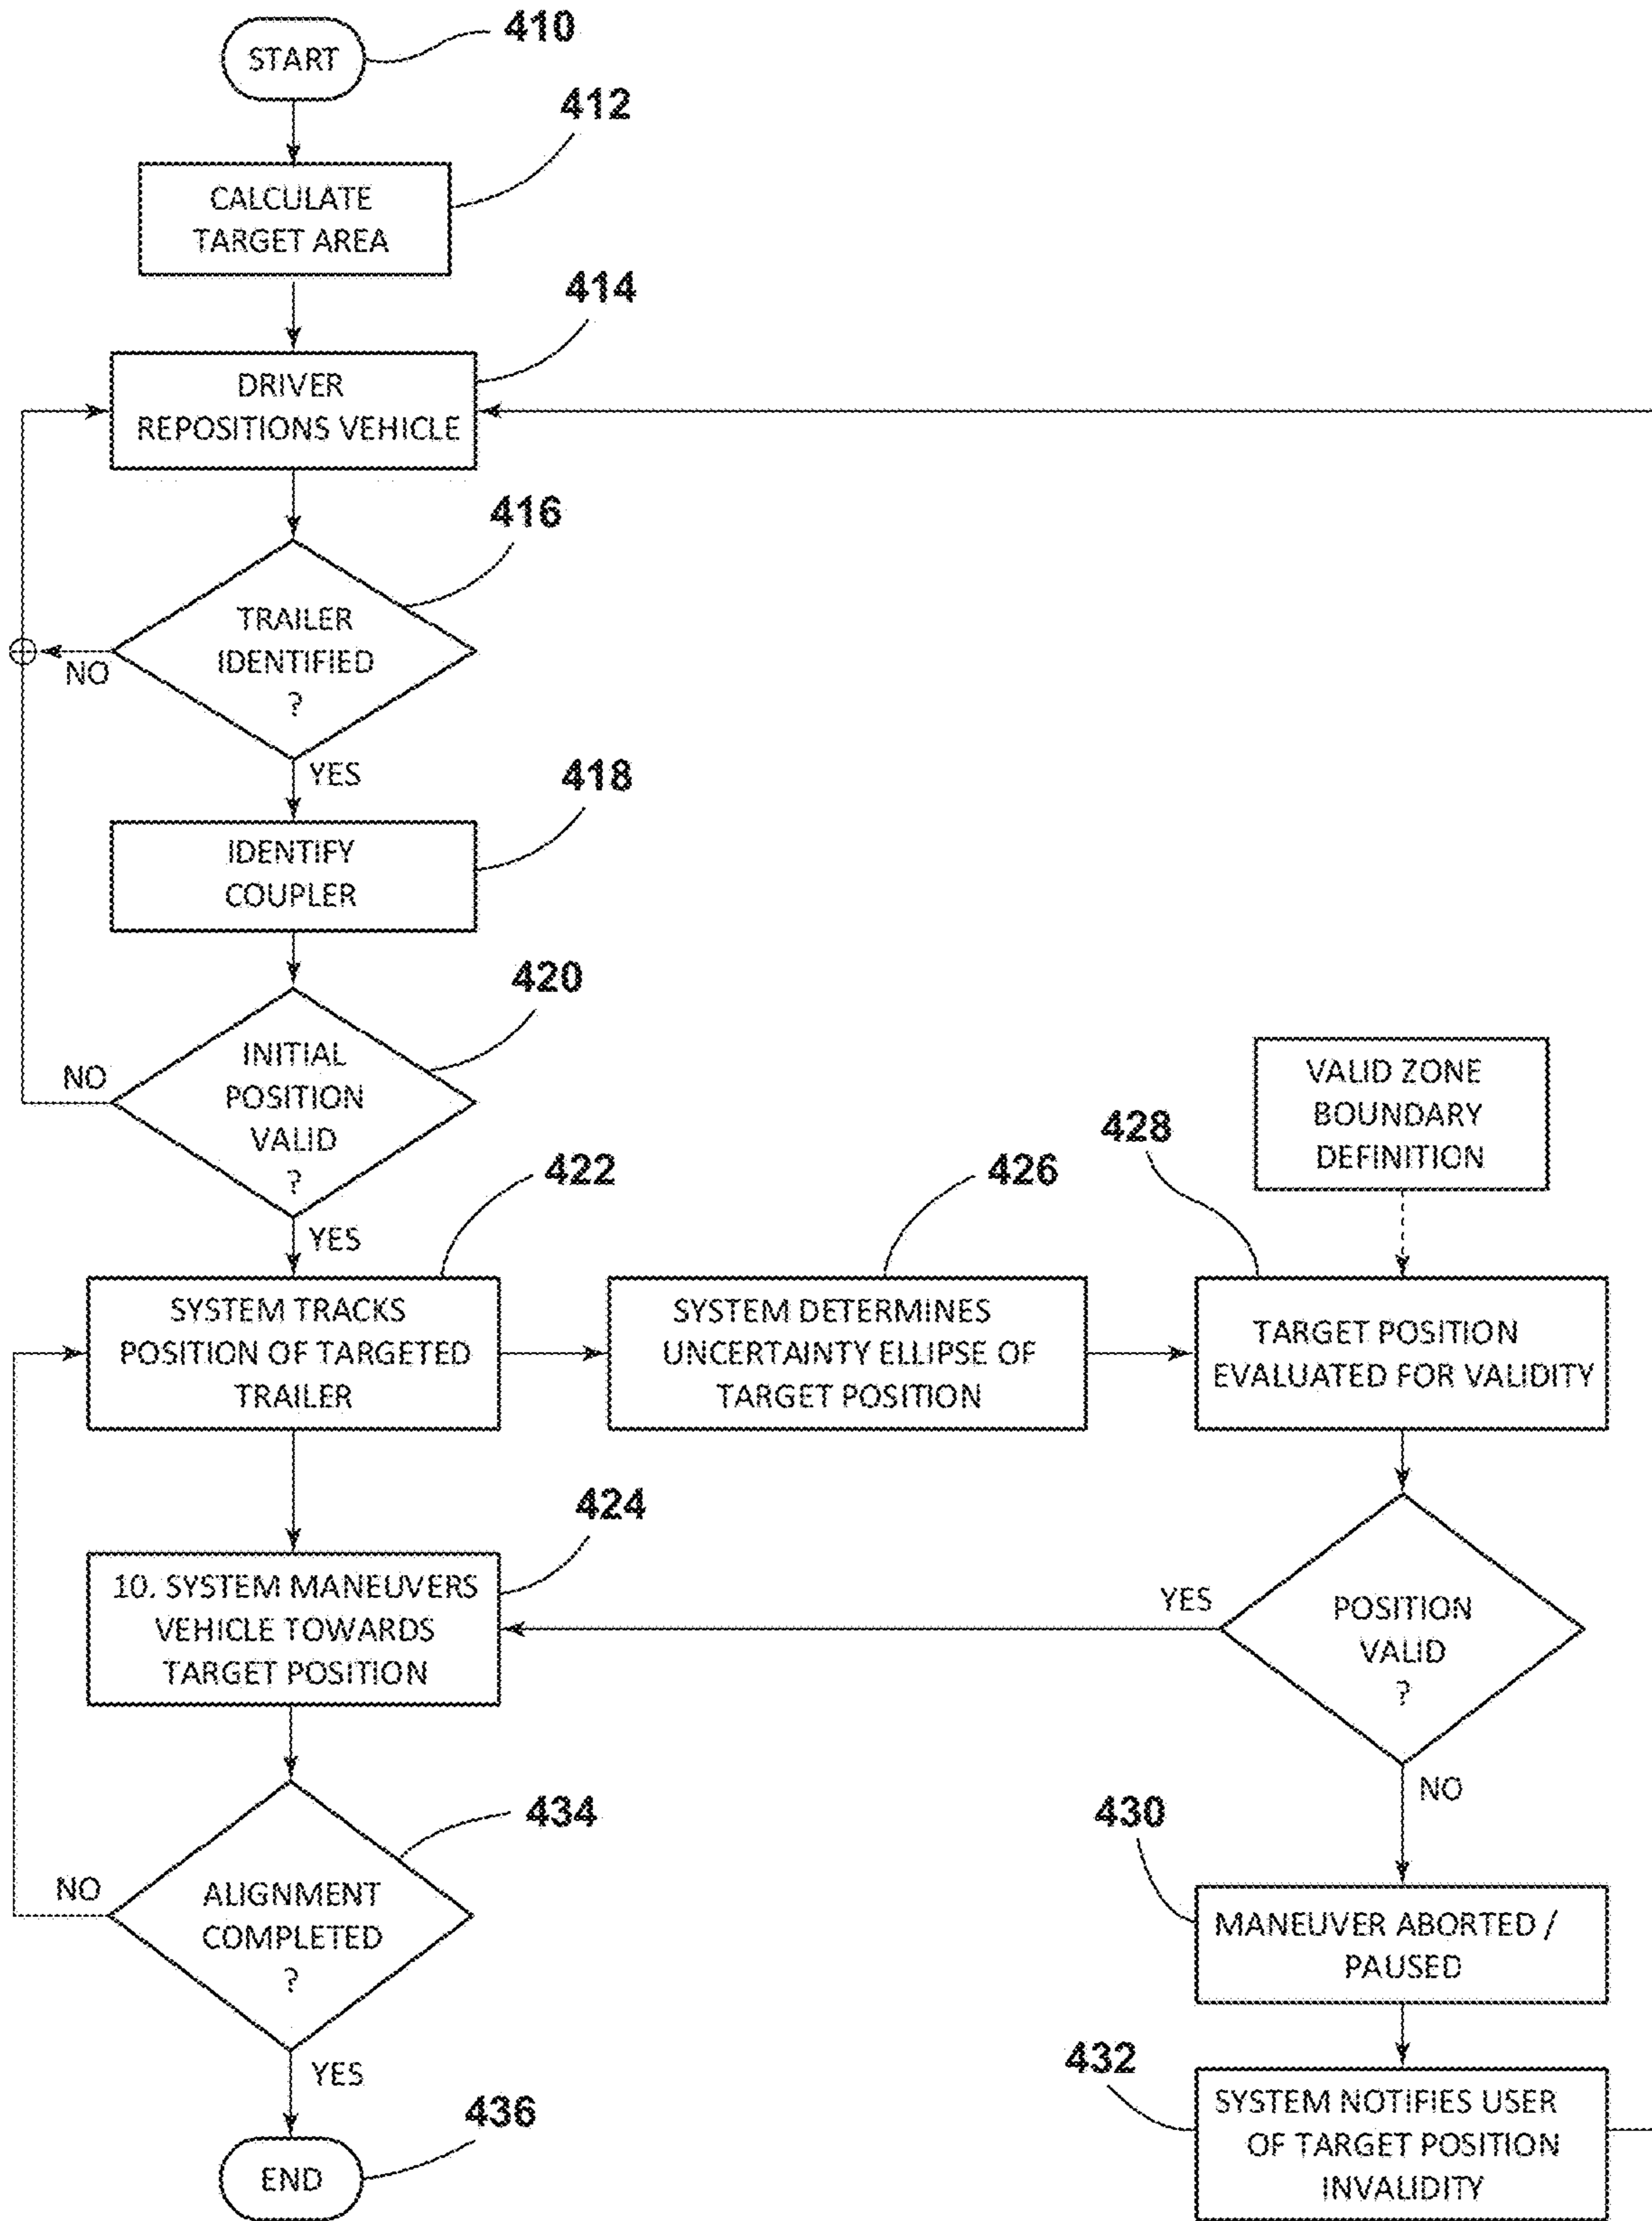 410
START
412
CALCULATE
TARGET AREA
414
DRIVER
REPOSITIONS VEHICLE
416
TRAILER
IDENTIFIED
?
NO
YES
418
IDENTIFY
COUPLER
420
INITIAL
POSITION
VALID
?
NO
YES
422
SYSTEM TRACKS
POSITION OF TARGETED
TRAILER
426
SYSTEM DETERMINES
UNCERTAINTY ELLIPSE OF
TARGET POSITION
VALID ZONE
BOUNDARY
DEFINITION
428
TARGET POSITION
EVALUATED FOR VALIDITY
424
10. SYSTEM MANEUVERS
VEHICLE TOWARDS
TARGET POSITION
YES
POSITION
VALID
?
NO
434
ALIGNMENT
COMPLETED
?
NO
YES
430
MANEUVER ABORTED /
PAUSED
432
SYSTEM NOTIFIES USER
OF TARGET POSITION
INVALIDITY
436
END